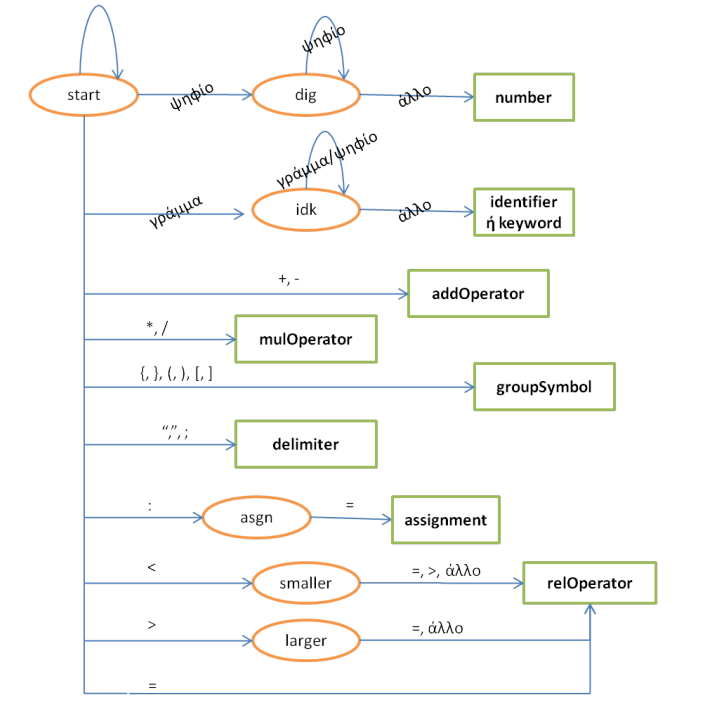 ψηφίο
start
ψηφίο
dig
άλλο
number
γράμμα/ψηφίο
γράμμα
idk
άλλο
identifier
ή keyword
+, -
addOperator
*, /
mulOperator
{, }, (, ), [, ]
groupSymbol
“,”, ;
delimiter
:
asgn
=
assignment
<
smaller
=, >, άλλο
relOperator
>
larger
=, άλλο
=